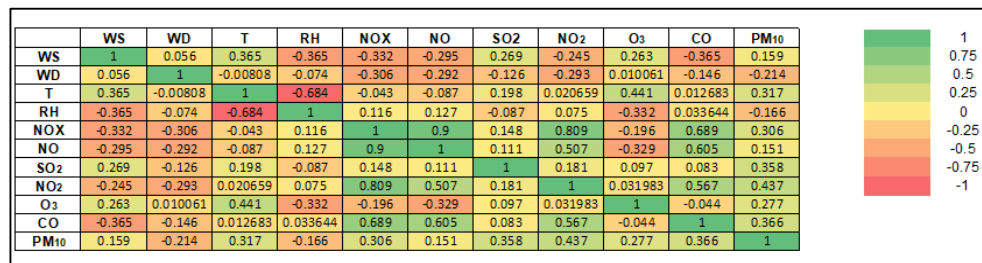 WS WD T RH NOX NO SO2 NO2 O3 CO PM10
WS 1 0.056 0.365 -0.365 -0.332 -0.295 0.269 -0.245 0.263 -0.365 0.159
WD 0.056 1 -0.00808 -0.074 -0.306 -0.292 -0.126 -0.293 0.010061 -0.146 -0.214
T 0.365 -0.00808 1 -0.684 -0.043 -0.087 0.198 0.020659 0.441 0.012683 0.317
RH -0.365 -0.074 -0.684 1 0.116 0.127 -0.087 0.075 -0.332 0.033644 -0.166
NOX -0.332 -0.306 -0.043 0.116 1 0.9 0.148 0.809 -0.196 0.689 0.306
NO -0.295 -0.292 -0.087 0.127 0.9 1 0.111 0.507 -0.329 0.605 0.151
SO2 0.269 -0.126 0.198 -0.087 0.148 0.111 1 0.181 0.097 0.083 0.358
NO2 -0.245 -0.293 0.020659 0.075 0.809 0.507 0.181 1 0.031983 0.567 0.437
O3 0.263 0.010061 0.441 -0.332 -0.196 -0.329 0.097 0.031983 1 -0.044 0.277
CO -0.365 -0.146 0.012683 0.033644 0.689 0.605 0.083 0.567 -0.044 1 0.366
PM10 0.159 -0.214 0.317 -0.166 0.306 0.151 0.358 0.437 0.277 0.366 1
1
0.75
0.5
0.25
0
-0.25
-0.5
-0.75
-1